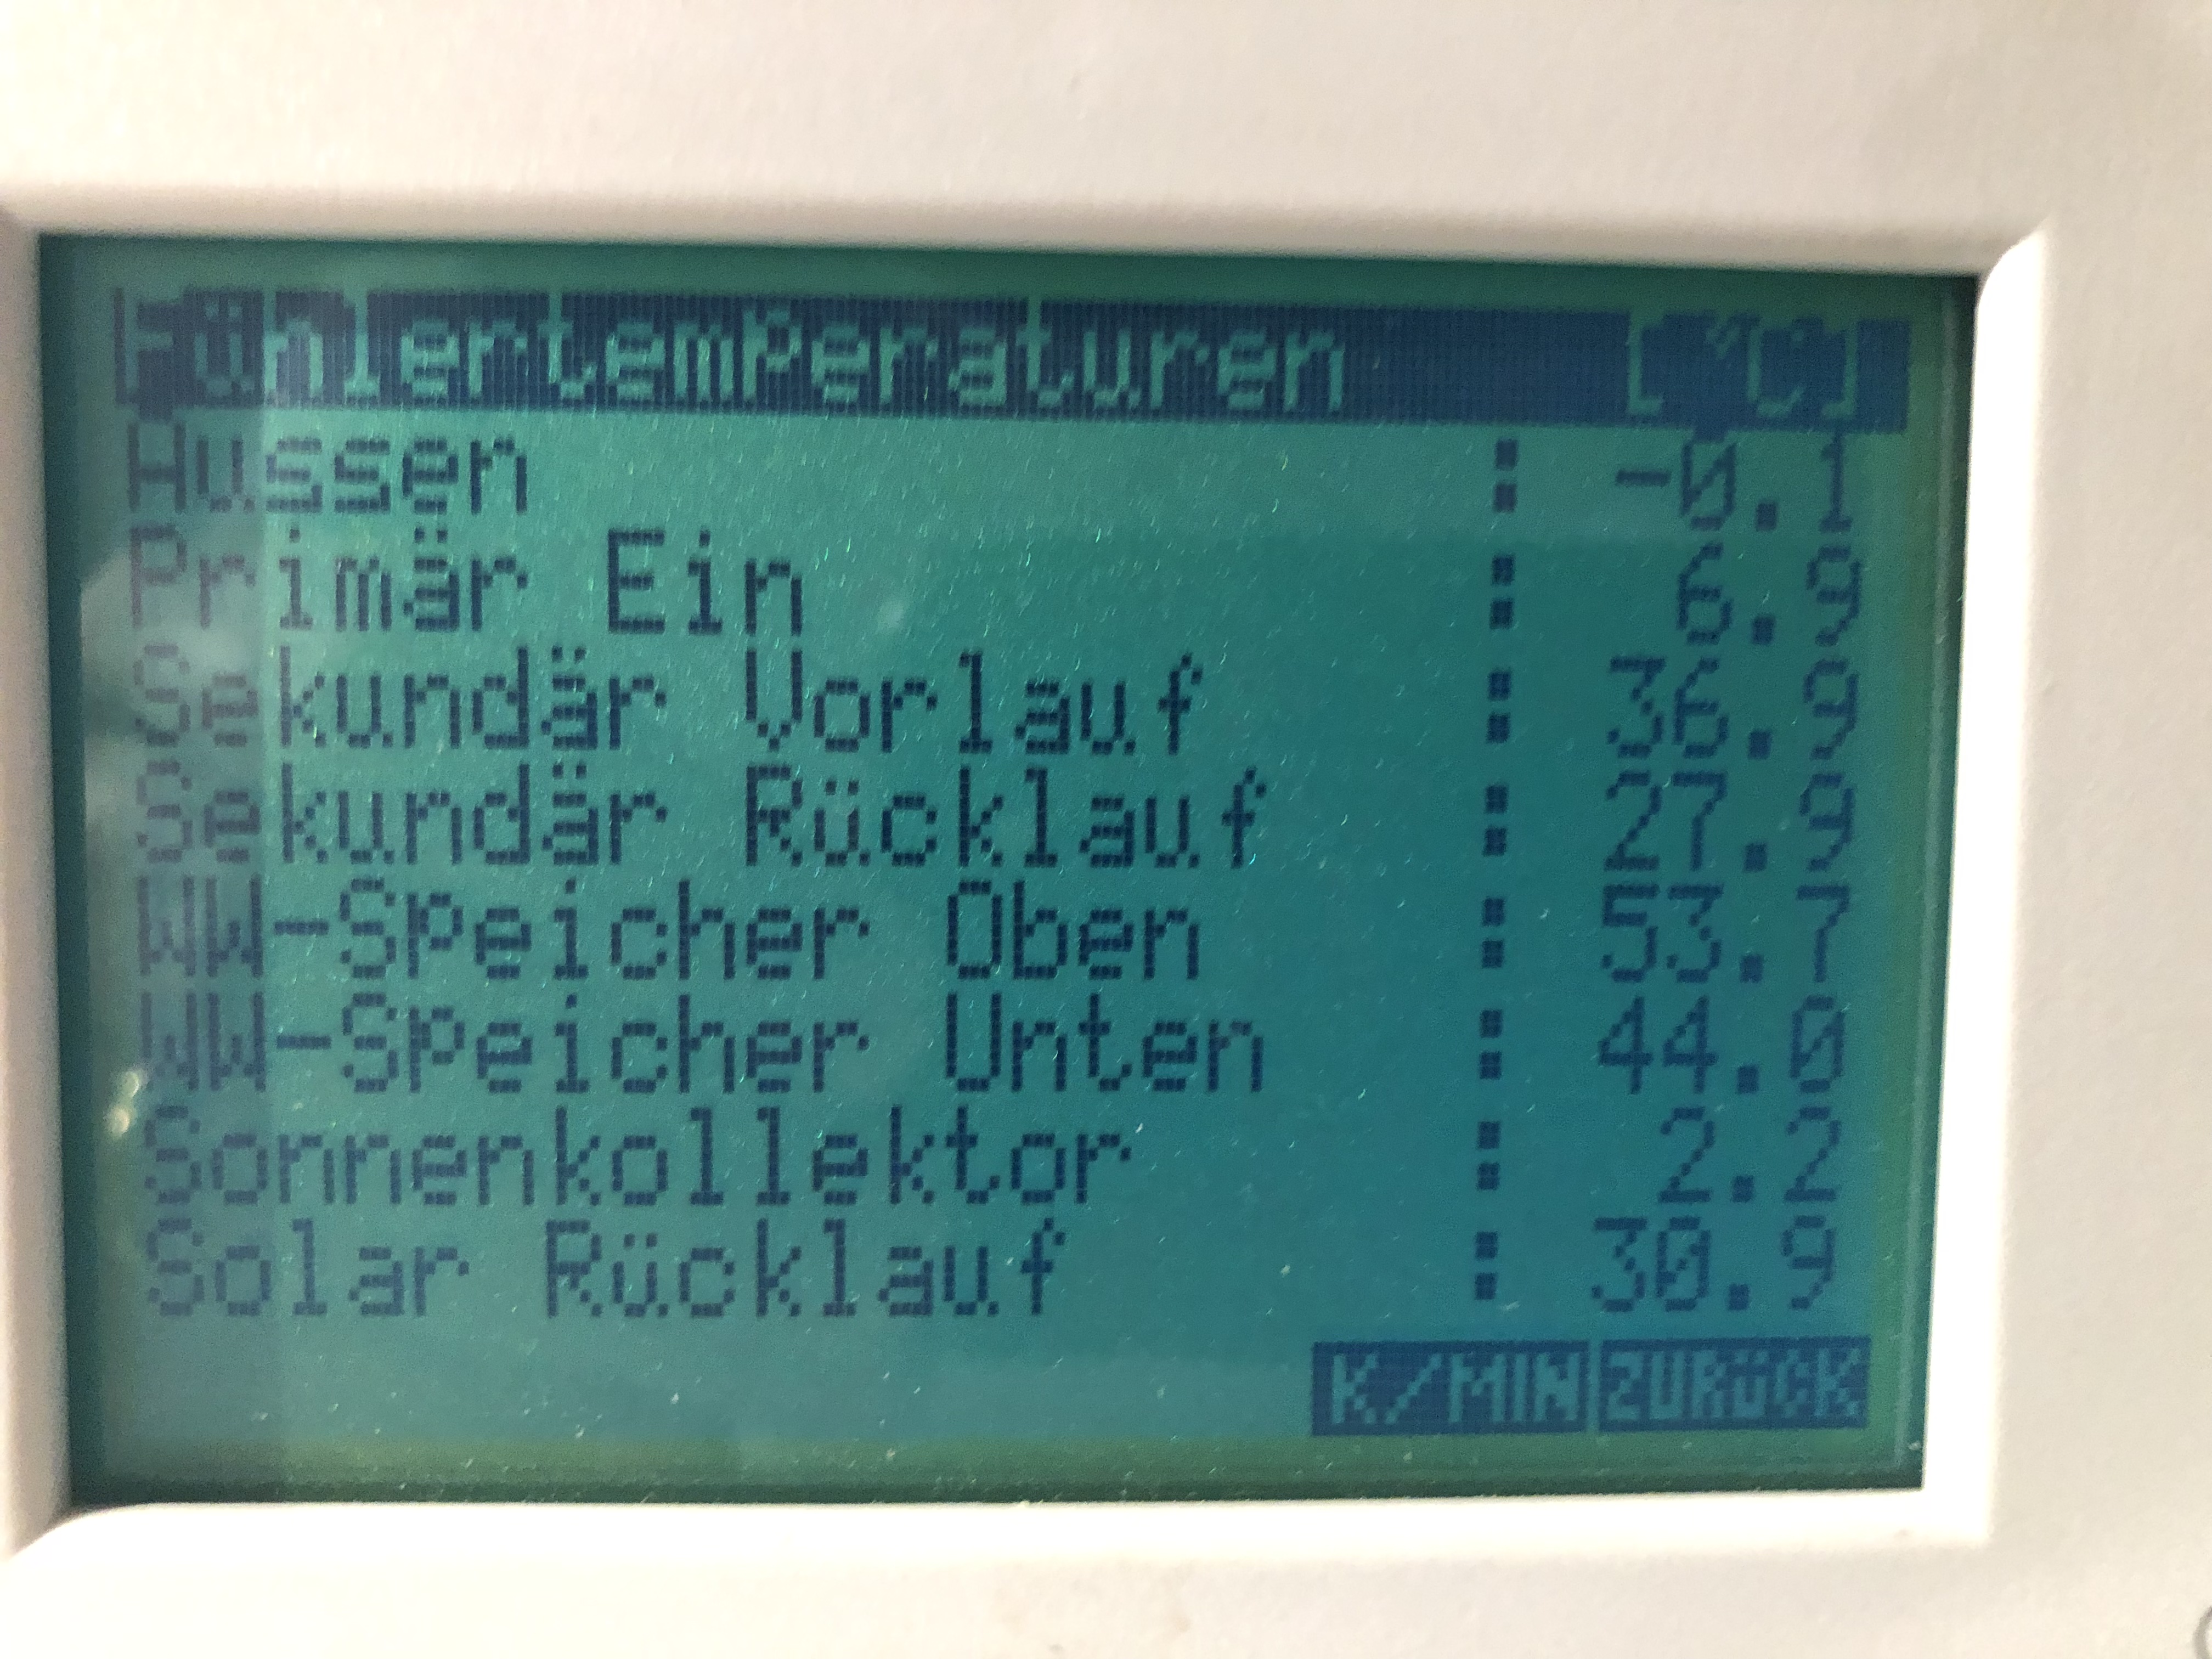 Fühlertemperaturen [°C]
Aussen : -0.1
Primär Ein : 6.9
Sekundär Vorlauf : 36.9
Sekundär Rücklauf : 27.9
WW-Speicher Oben : 53.7
WW-Speicher Unten : 44.0
Sonnenkollektor : 2.2
Solar Rücklauf : 30.9
K/MIN ZURÜCK